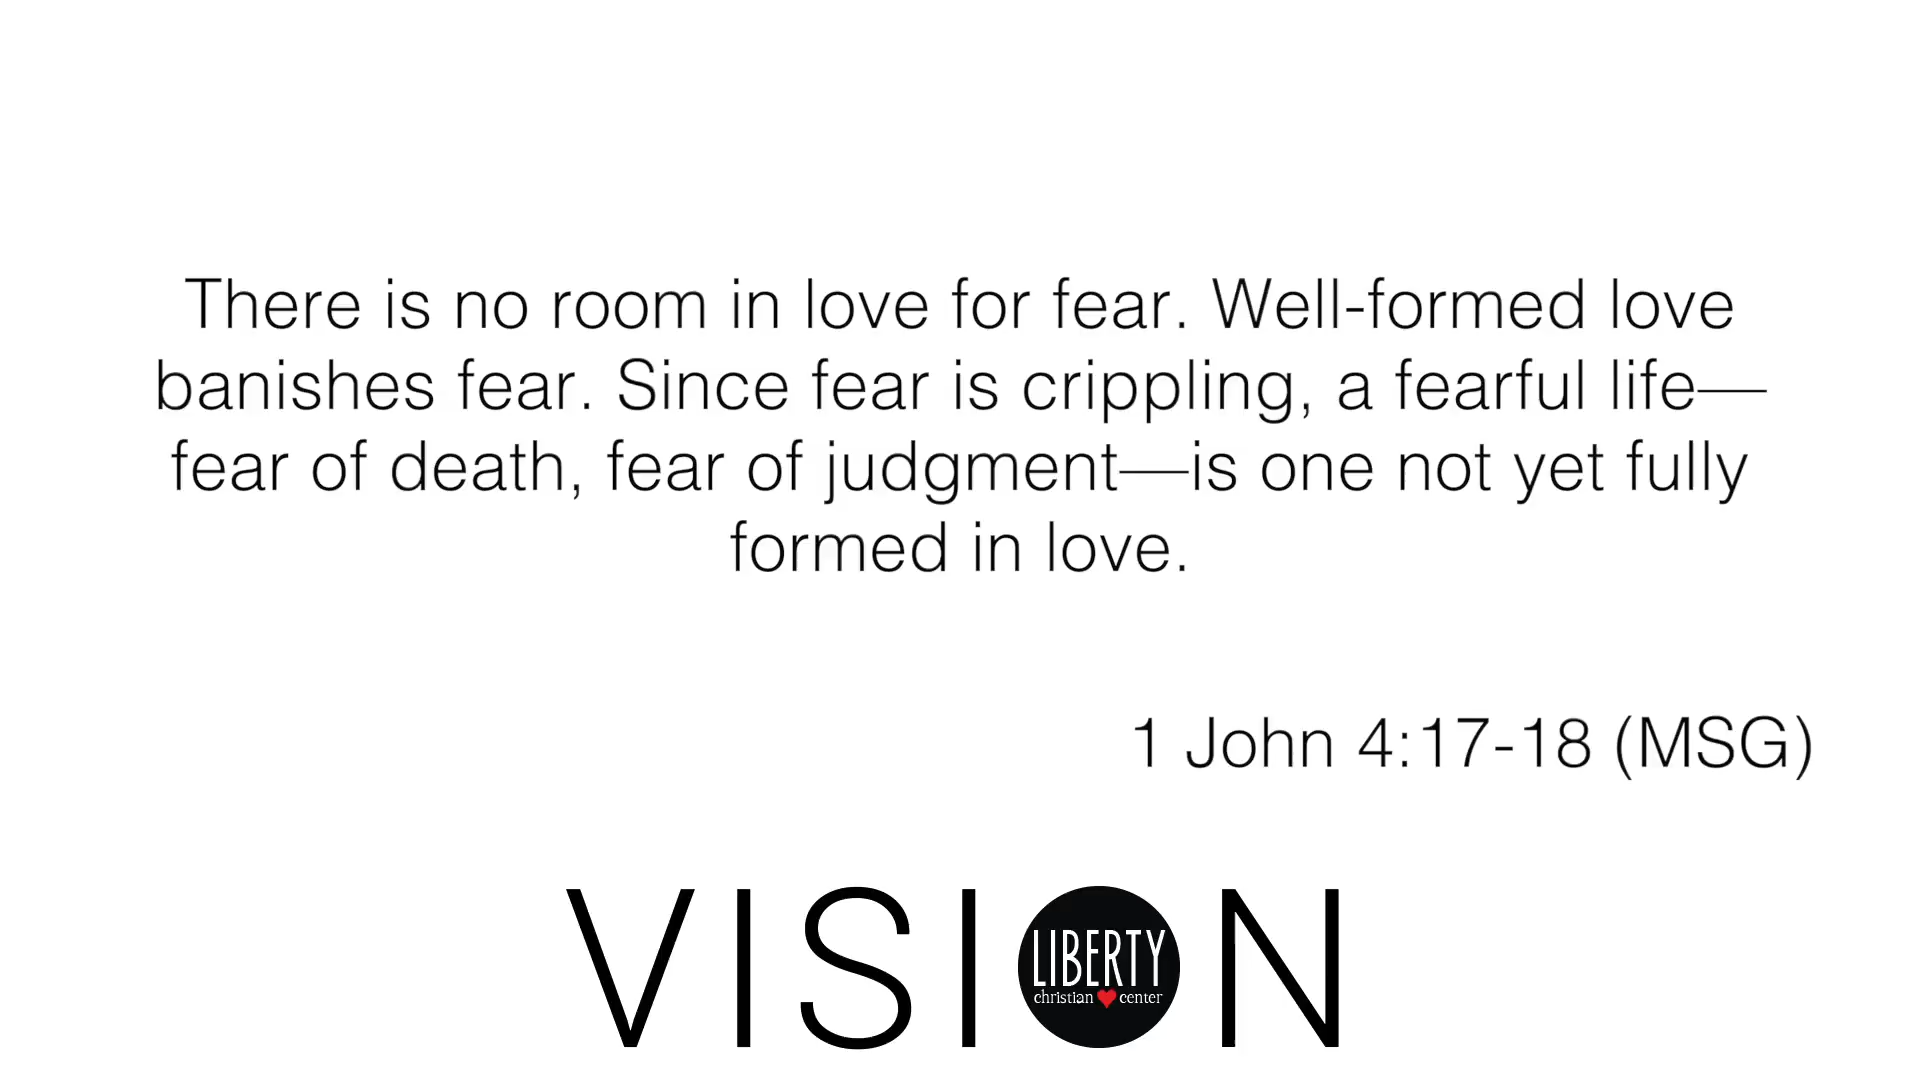 There is no room in love for fear. Well-formed love
banishes fear. Since fear is crippling, a fearful life—
fear of death, fear of judgment—is one not yet fully
formed in love.
1 John 4:17-18 (MSG)
VISION
LIBERTY
christian center